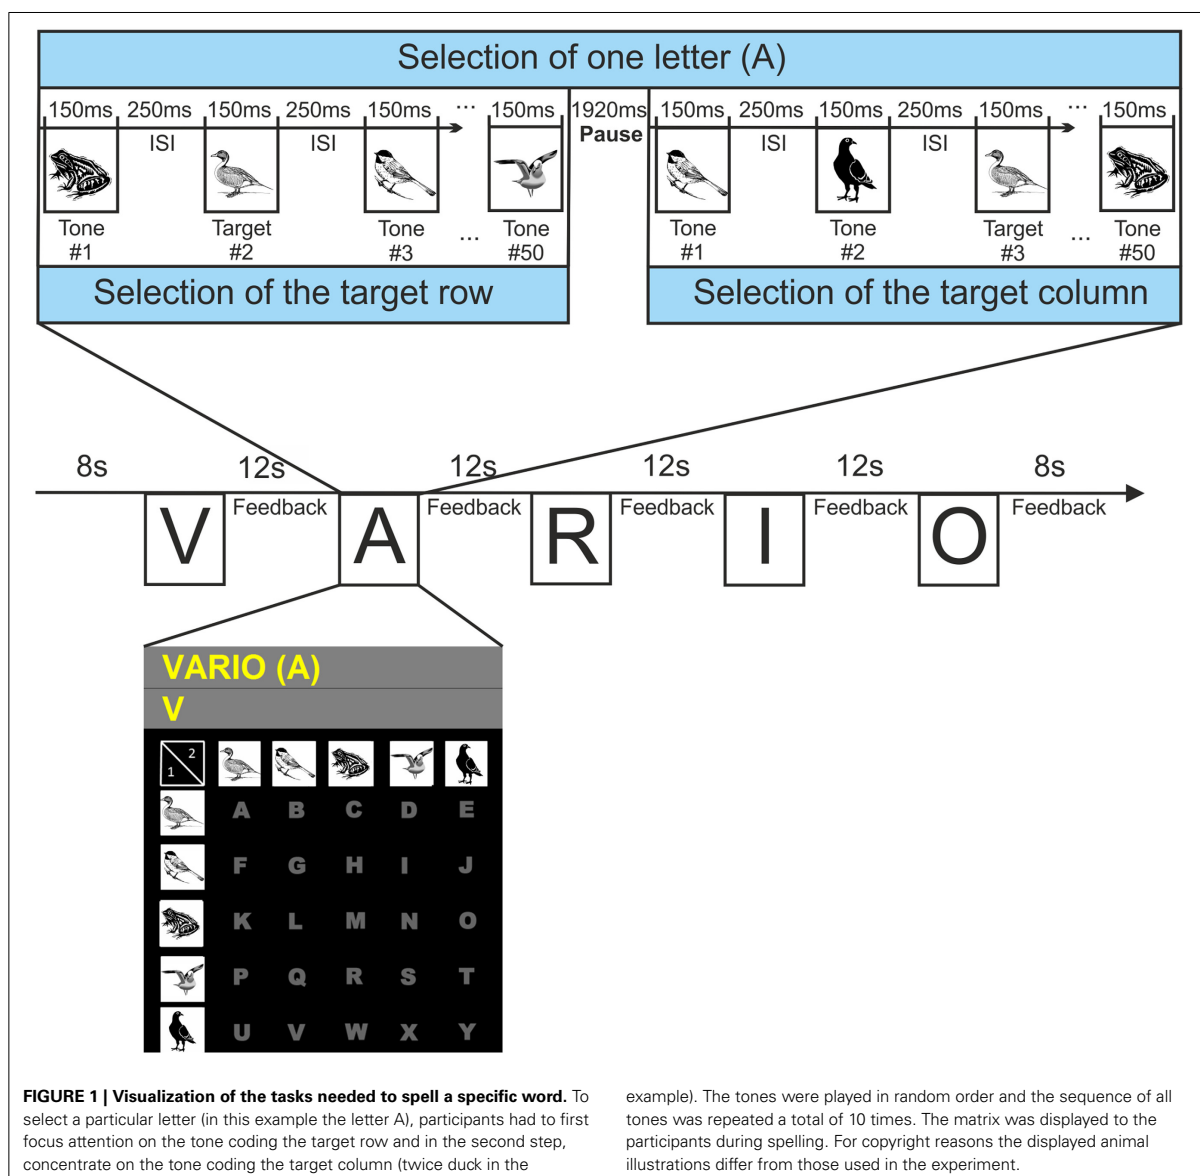 Selection of one letter (A)
150ms 250ms 150ms 250ms 150ms ... 150ms 1920ms 150ms 250ms 150ms 250ms 150ms ... 150ms
ISI ISI Pause ISI ISI
Tone Target Tone ... Tone Tone Tone Target ... Tone
#1 #2 #3 #50 #1 #2 #3 #50
Selection of the target row Selection of the target column
8s 12s 12s 12s 12s 8s
Feedback Feedback Feedback Feedback Feedback
V A R I O
VARIO (A)
V
2
1
A B C D E
F G H I J
K L M N O
P Q R S T
U V W X Y
FIGURE 1 | Visualization of the tasks needed to spell a specific word. To
select a particular letter (in this example the letter A), participants had to first
focus attention on the tone coding the target row and in the second step,
concentrate on the tone coding the target column (twice duck in the
example). The tones were played in random order and the sequence of all
tones was repeated a total of 10 times. The matrix was displayed to the
participants during spelling. For copyright reasons the displayed animal
illustrations differ from those used in the experiment.